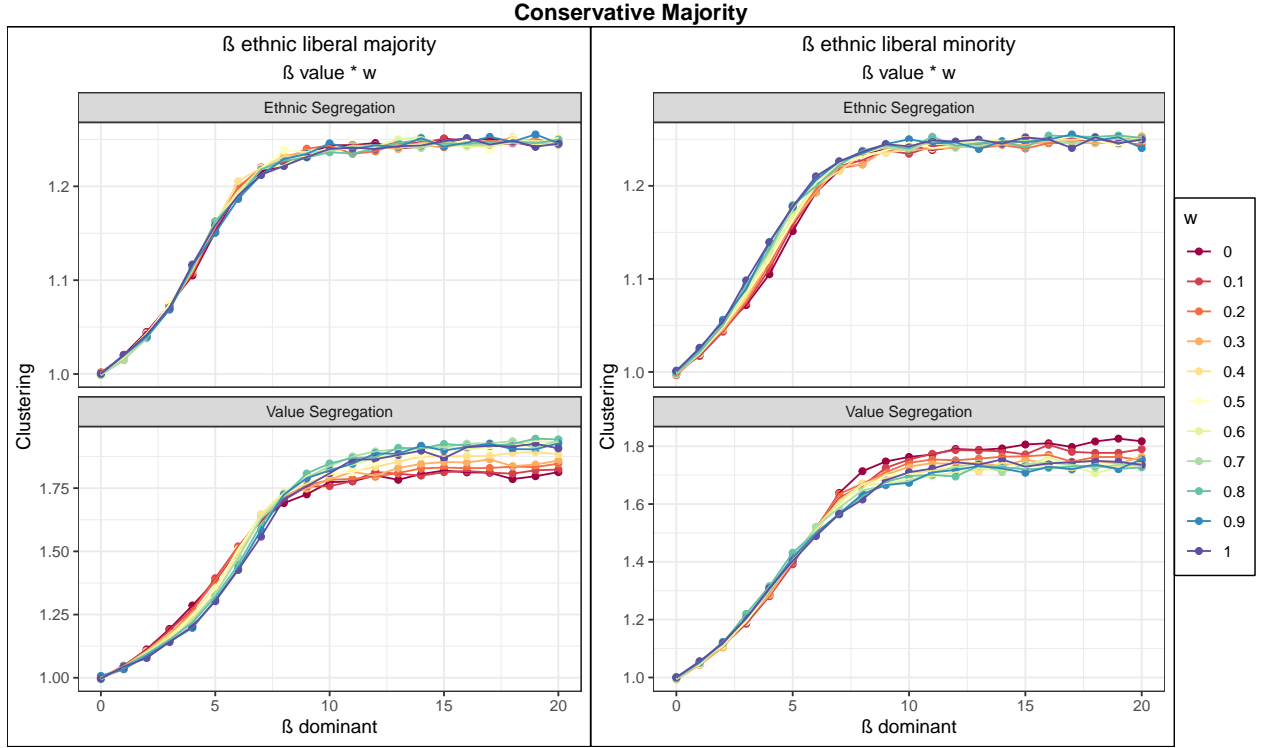 Conservative Majority
ß ethnic liberal majority
ß value * w
Ethnic Segregation
1.2
1.1
1.0
Value Segregation
1.75
1.50
1.25
1.00
Clustering
0 5 10 15 20
ß dominant
ß ethnic liberal minority
ß value * w
Ethnic Segregation
1.2
1.1
1.0
Value Segregation
1.8
1.6
1.4
1.2
1.0
Clustering
0 5 10 15 20
ß dominant
w
0
0.1
0.2
0.3
0.4
0.5
0.6
0.7
0.8
0.9
1